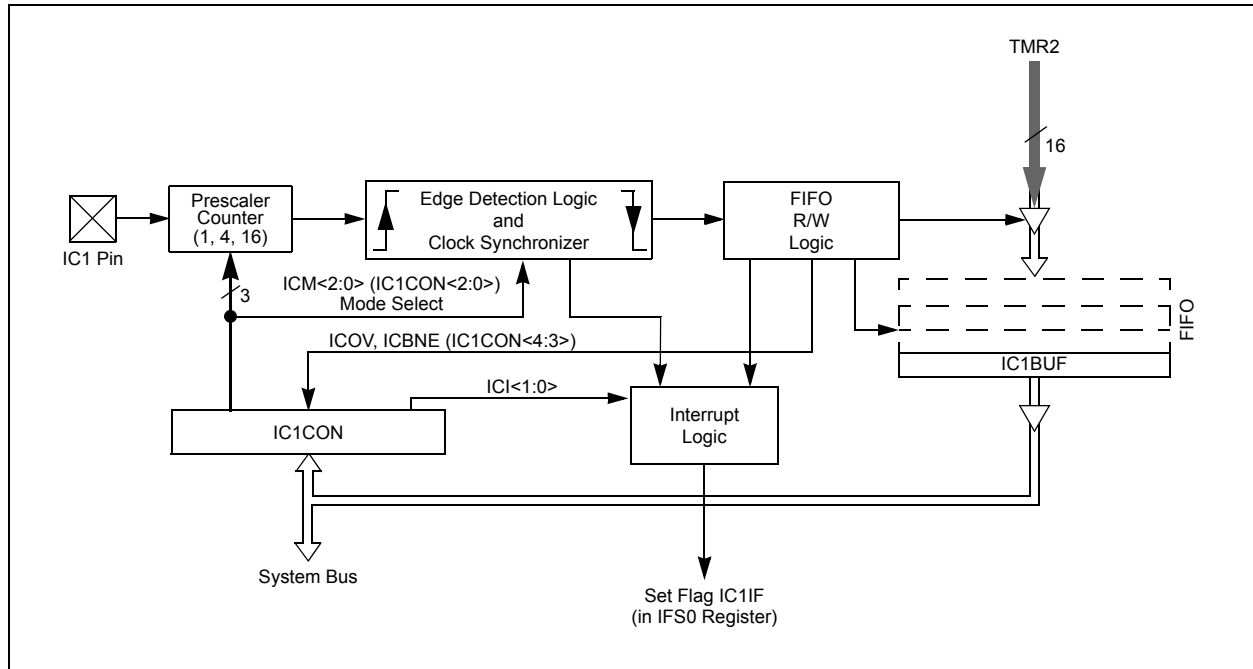 TMR2
16
Prescaler
Counter
(1, 4, 16)
Edge Detection Logic
and
Clock Synchronizer
FIFO
R/W
Logic
IC1 Pin
3
ICM<2:0> (IC1CON<2:0>)
Mode Select
FIFO
ICOV, ICBNE (IC1CON<4:3>)
IC1BUF
ICI<1:0>
IC1CON
Interrupt
Logic
System Bus
Set Flag IC1IF
(in IFS0 Register)